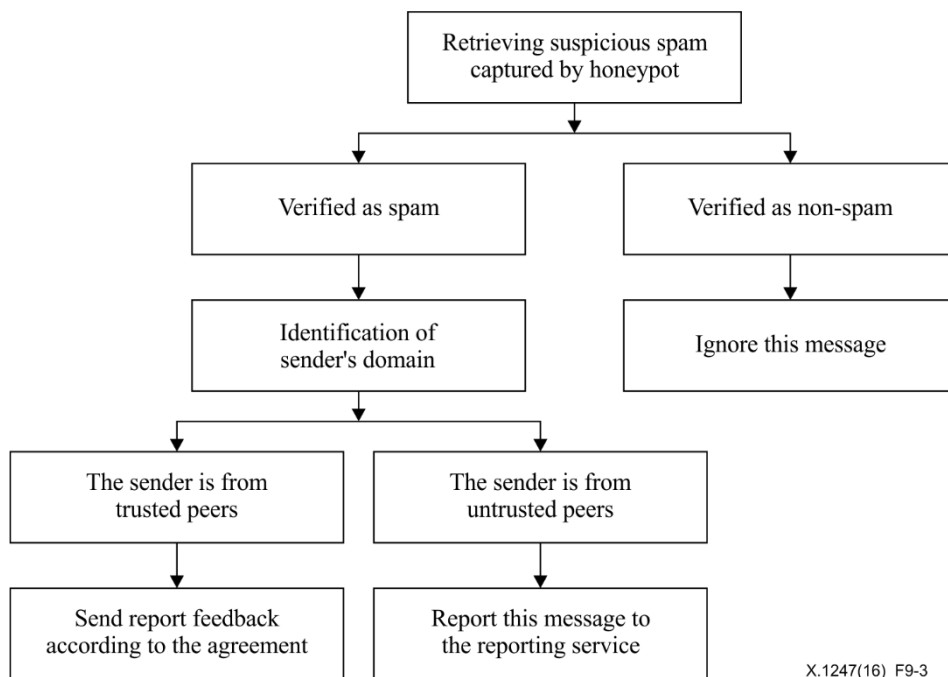 Retrieving suspicious spam
captured by honeypot
Verified as spam
Verified as non-spam
Identification of
sender's domain
Ignore this message
The sender is from
trusted peers
The sender is from
untrusted peers
Send report feedback
according to the agreement
Report this message to
the reporting service
X.1247(16)_F9-3